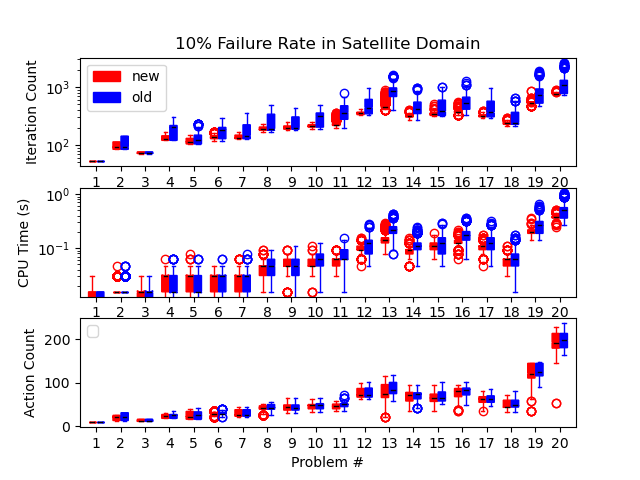 10% Failure Rate in Satellite Domain
Iteration Count
10³
10²
new
old
1 2 3 4 5 6 7 8 9 10 11 12 13 14 15 16 17 18 19 20
CPU Time (s)
10⁰
10⁻¹
1 2 3 4 5 6 7 8 9 10 11 12 13 14 15 16 17 18 19 20
Action Count
200
100
0
1 2 3 4 5 6 7 8 9 10 11 12 13 14 15 16 17 18 19 20
Problem #